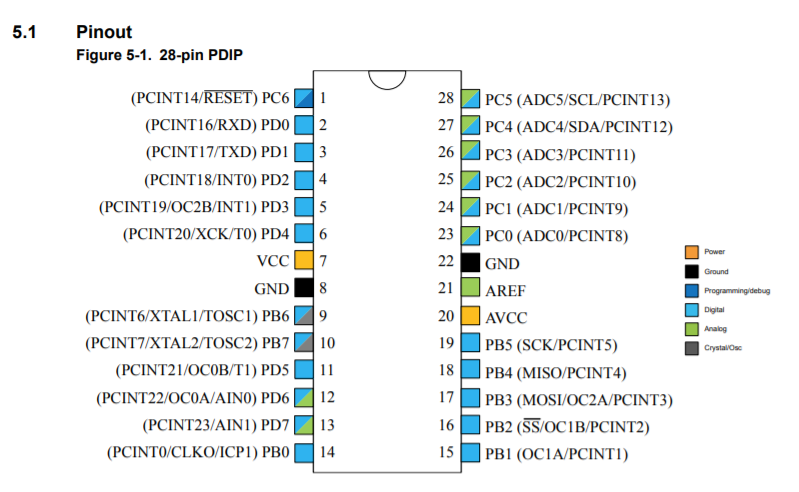 5.1 Pinout
Figure 5-1. 28-pin PDIP
(PCINT14/RESET) PC6 1 28 PC5 (ADC5/SCL/PCINT13)
(PCINT16/RXD) PD0 2 27 PC4 (ADC4/SDA/PCINT12)
(PCINT17/TXD) PD1 3 26 PC3 (ADC3/PCINT11)
(PCINT18/INT0) PD2 4 25 PC2 (ADC2/PCINT10)
(PCINT19/OC2B/INT1) PD3 5 24 PC1 (ADC1/PCINT9)
(PCINT20/XCK/T0) PD4 6 23 PC0 (ADC0/PCINT8)
VCC 7 22 GND
GND 8 21 AREF
(PCINT6/XTAL1/TOSC1) PB6 9 20 AVCC
(PCINT7/XTAL2/TOSC2) PB7 10 19 PB5 (SCK/PCINT5)
(PCINT21/OC0B/T1) PD5 11 18 PB4 (MISO/PCINT4)
(PCINT22/OC0A/AIN0) PD6 12 17 PB3 (MOSI/OC2A/PCINT3)
(PCINT23/AIN1) PD7 13 16 PB2 (SS/OC1B/PCINT2)
(PCINT0/CLKO/ICP1) PB0 14 15 PB1 (OC1A/PCINT1)
Power
Ground
Programming/debug
Digital
Analog
Crystal/Osc